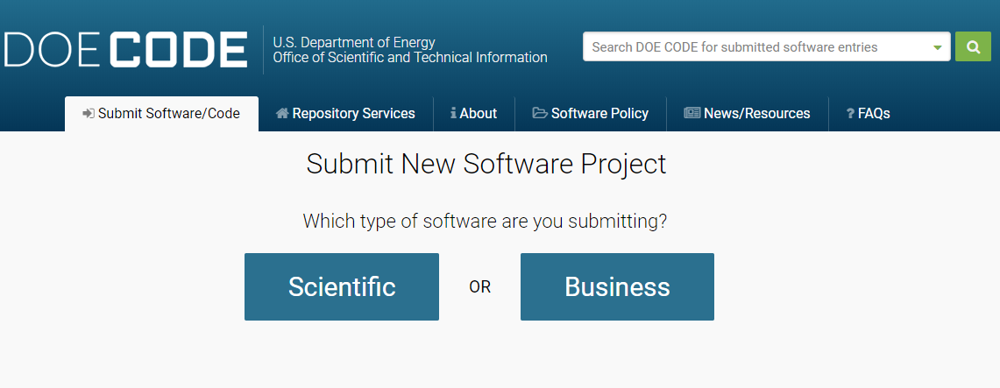 DOE CODE
U.S. Department of Energy
Office of Scientific and Technical Information
Search DOE CODE for submitted software entries
Submit Software/Code
Repository Services
About
Software Policy
News/Resources
FAQs
Submit New Software Project
Which type of software are you submitting?
Scientific OR Business